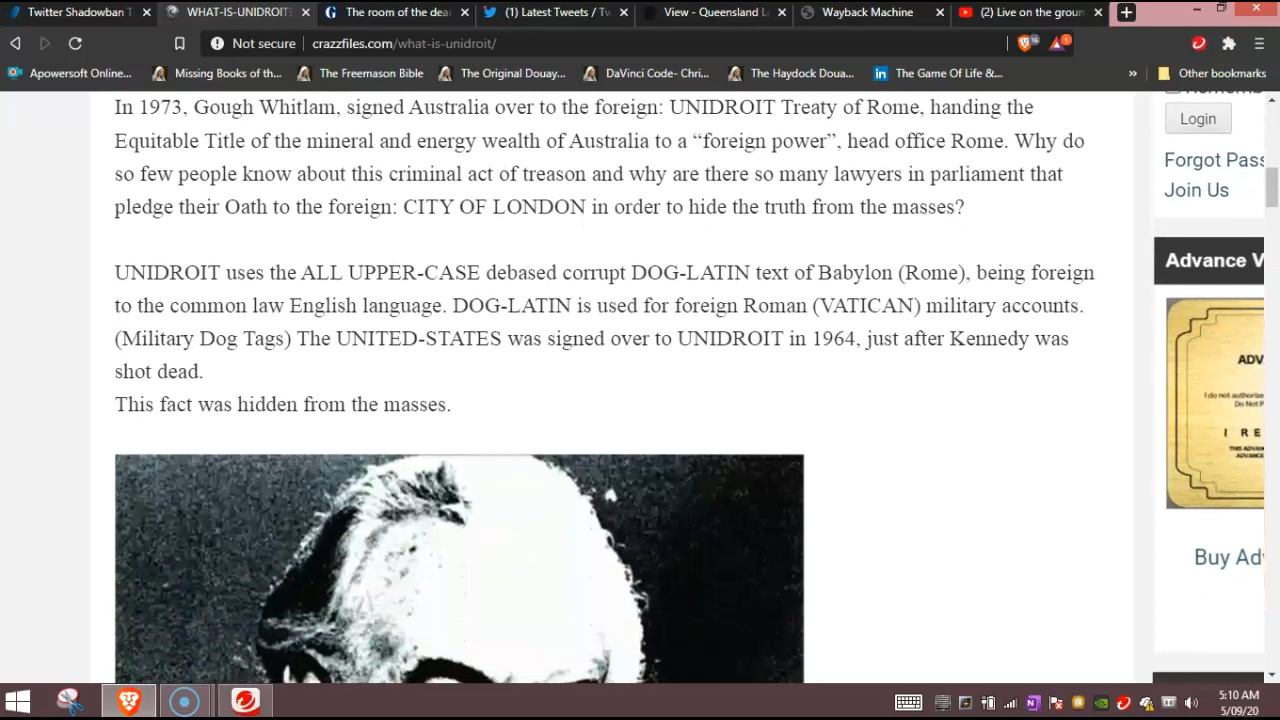 Twitter Shadowban T
WHAT-IS-UNIDROIT?
The room of the dea
(1) Latest Tweets / Tw
View - Queensland L
Wayback Machine
(2) Live on the groun
Not secure | crazzfiles.com/what-is-unidroit/
Apowersoft Online...
Missing Books of th...
The Freemason Bible
The Original Douay...
DaVinci Code- Chri...
The Haydock Doua...
The Game Of Life &...
Other bookmarks
In 1973, Gough Whitlam, signed Australia over to the foreign: UNIDROIT Treaty of Rome, handing the
Equitable Title of the mineral and energy wealth of Australia to a “foreign power”, head office Rome. Why do
so few people know about this criminal act of treason and why are there so many lawyers in parliament that
pledge their Oath to the foreign: CITY OF LONDON in order to hide the truth from the masses?
UNIDROIT uses the ALL UPPER-CASE debased corrupt DOG-LATIN text of Babylon (Rome), being foreign
to the common law English language. DOG-LATIN is used for foreign Roman (VATICAN) military accounts.
(Military Dog Tags) The UNITED-STATES was signed over to UNIDROIT in 1964, just after Kennedy was
shot dead.
This fact was hidden from the masses.
Login
Forgot Pass
Join Us
Advance V
ADV
I do not authoriz
Do Not P
I R E
THIS ADVAN
ADVANCE
Buy Adv
5:10 AM
5/09/20